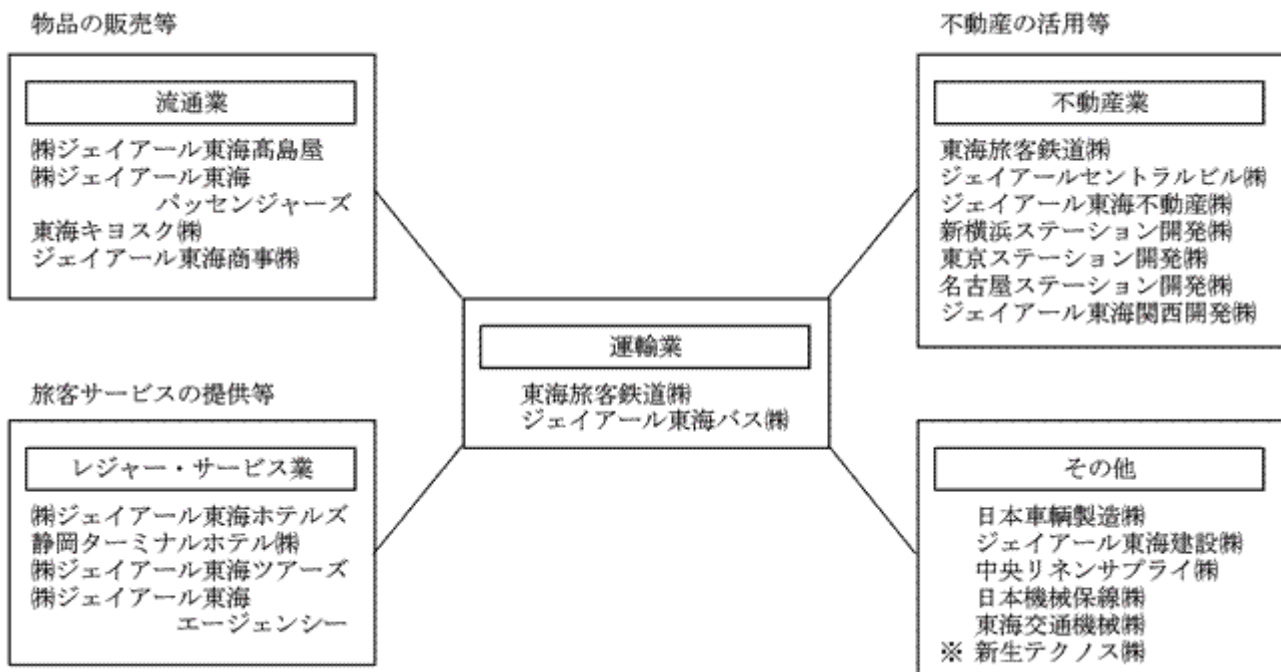 物品の販売等
流通業
㈱ジェイアール東海髙島屋
㈱ジェイアール東海
パッセンジャーズ
東海キヨスク㈱
ジェイアール東海商事㈱
不動産の活用等
不動産業
東海旅客鉄道㈱
ジェイアールセントラルビル㈱
ジェイアール東海不動産㈱
新横浜ステーション開発㈱
東京ステーション開発㈱
名古屋ステーション開発㈱
ジェイアール東海関西開発㈱
運輸業
東海旅客鉄道㈱
ジェイアール東海バス㈱
旅客サービスの提供等
レジャー・サービス業
㈱ジェイアール東海ホテルズ
静岡ターミナルホテル㈱
㈱ジェイアール東海ツアーズ
㈱ジェイアール東海
エージェンシー
その他
日本車輌製造㈱
ジェイアール東海建設㈱
中央リネンサプライ㈱
日本機械保線㈱
東海交通機械㈱
※ 新生テクノス㈱